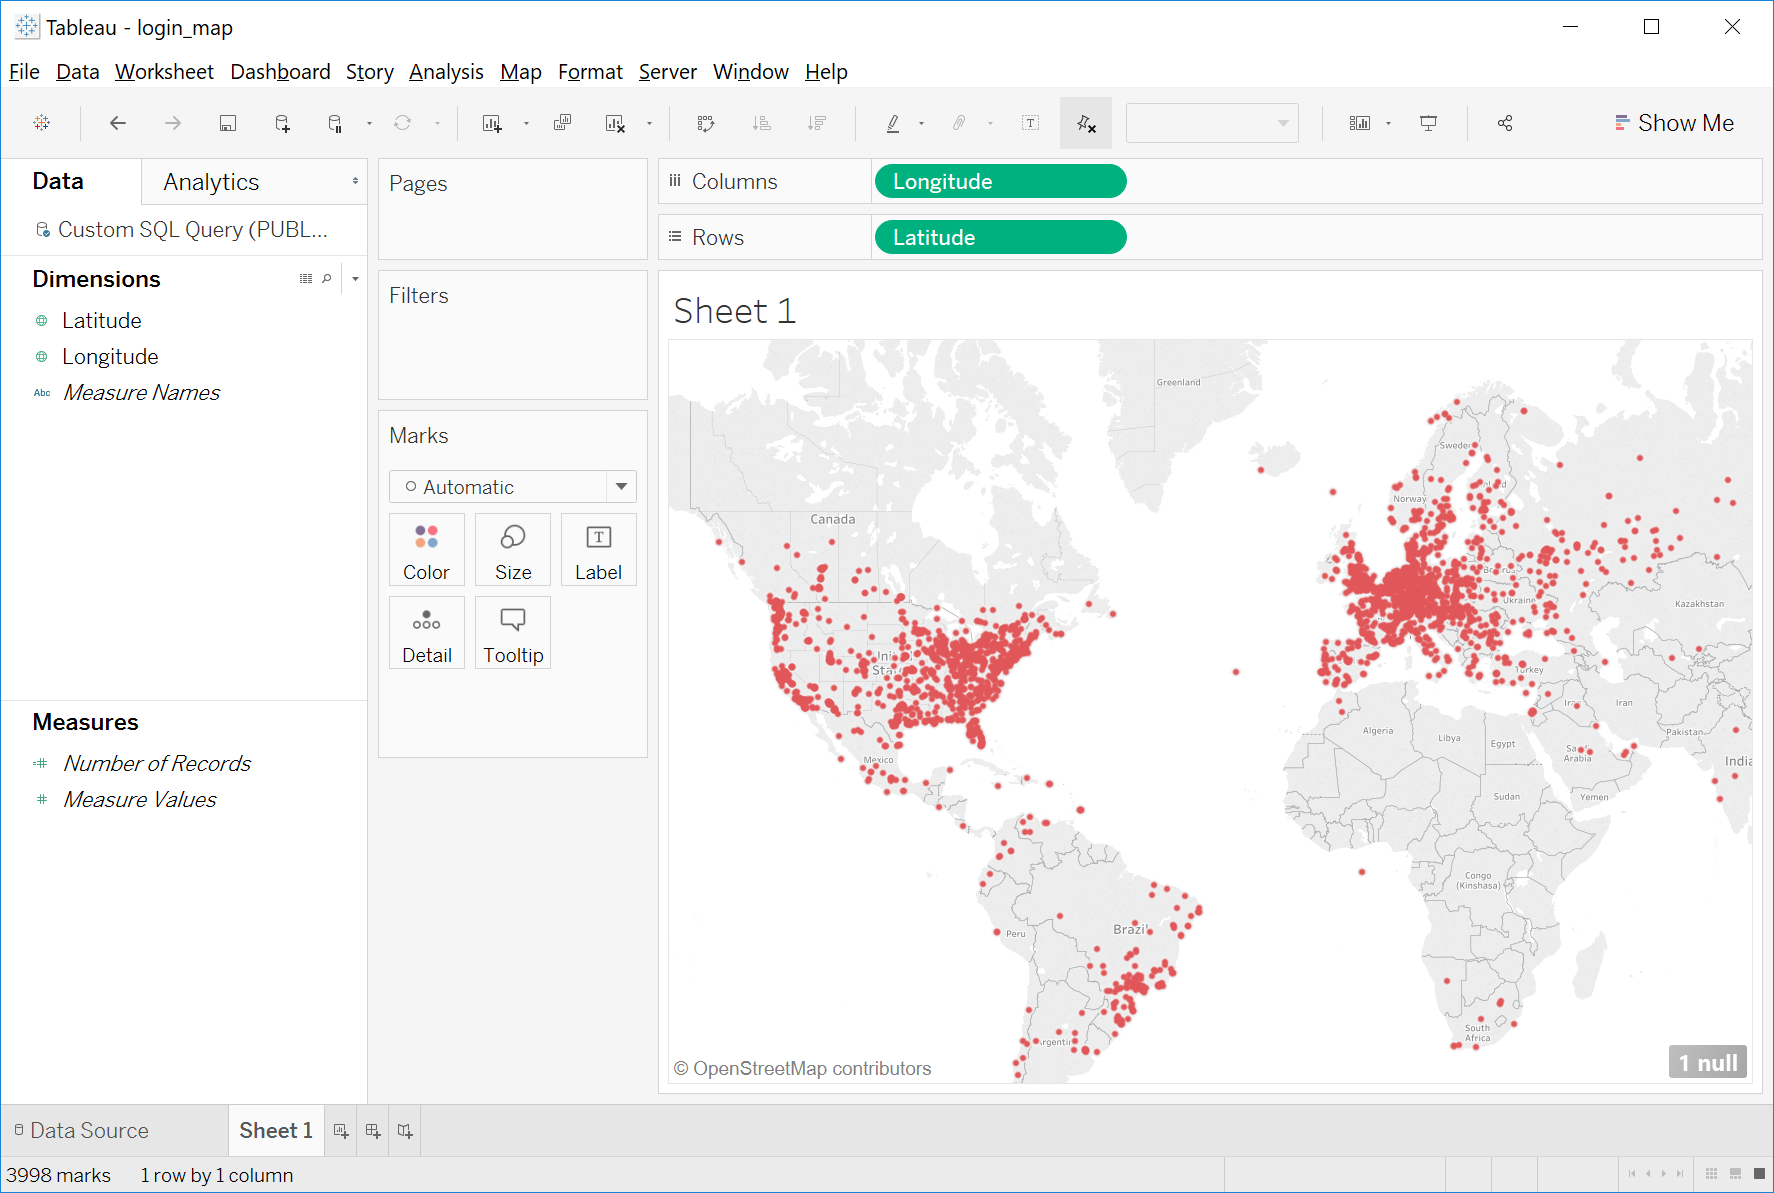 Tableau - login_map
File Data Worksheet Dashboard Story Analysis Map Format Server Window Help
Show Me
Data
Analytics
Custom SQL Query (PUBL...
Dimensions
Latitude
Longitude
Abc Measure Names
Measures
Number of Records
Measure Values
Pages
Filters
Marks
Automatic
Color
Size
T
Label
Detail
Tooltip
Columns
Longitude
Rows
Latitude
Sheet 1
Greenland
Sweden
Norway
Canada
Ukraine
Kazakhstan
Turkey
Iran
Algeria
Libya
Egypt
Pakistan
Saudi
Arabia
India
Mexico
Sudan
Yemen
Congo
(Kinshasa)
Brazil
Peru
South
Africa
Argentina
© OpenStreetMap contributors
1 null
Data Source
Sheet 1
3998 marks
1 row by 1 column